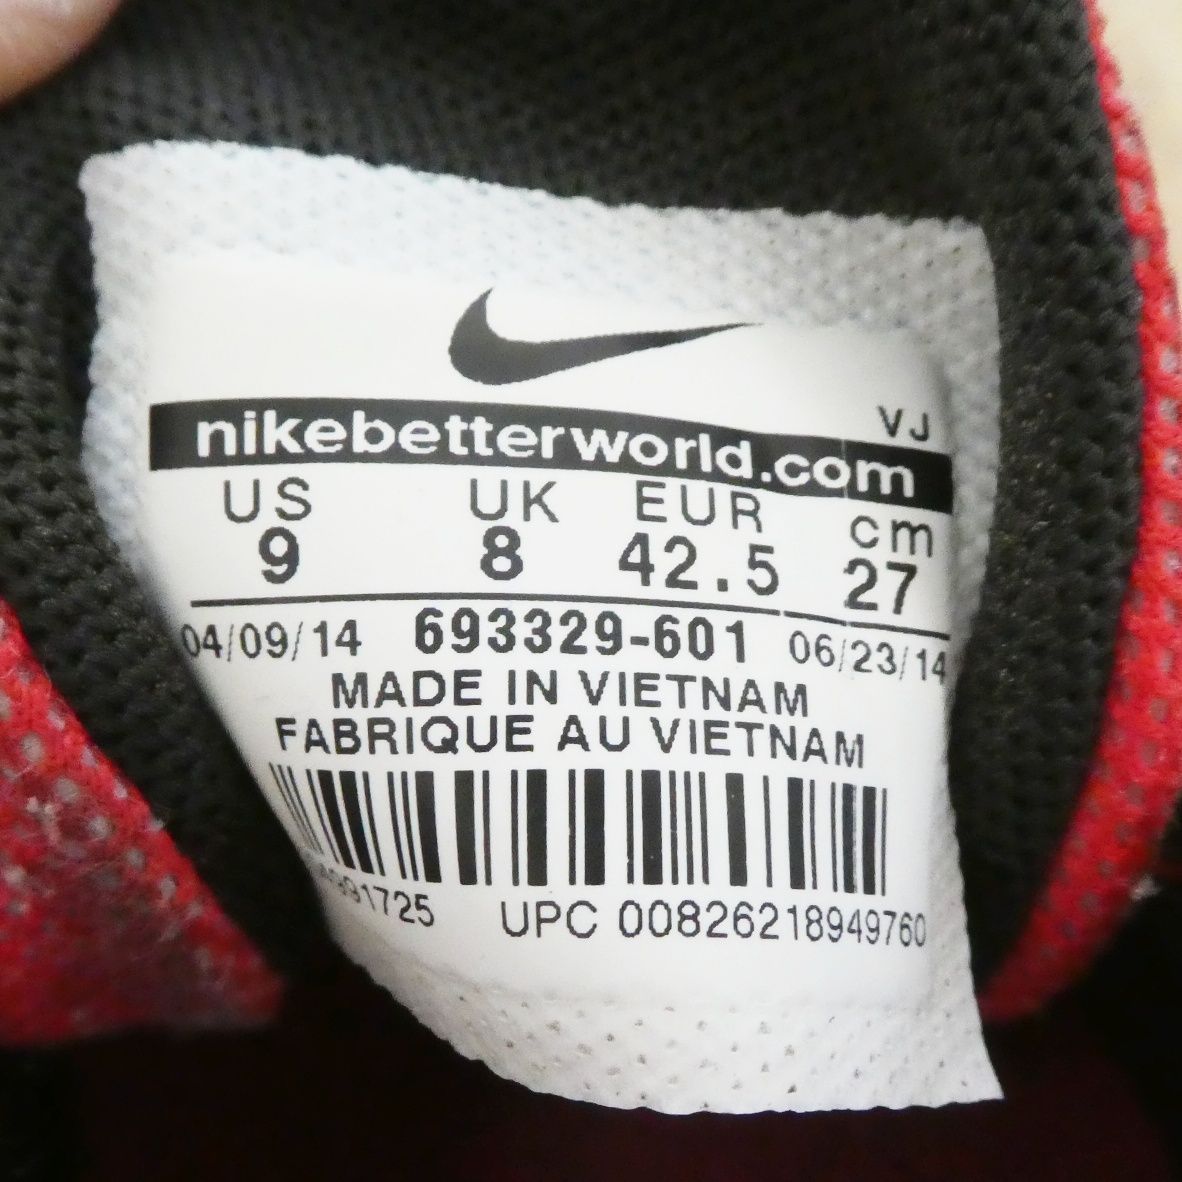 VJ
nikebetterworld.com
US UK EUR cm
9 8 42.5 27
04/09/14 693329-601 06/23/14
MADE IN VIETNAM
FABRIQUE AU VIETNAM
UPC 00826218949760